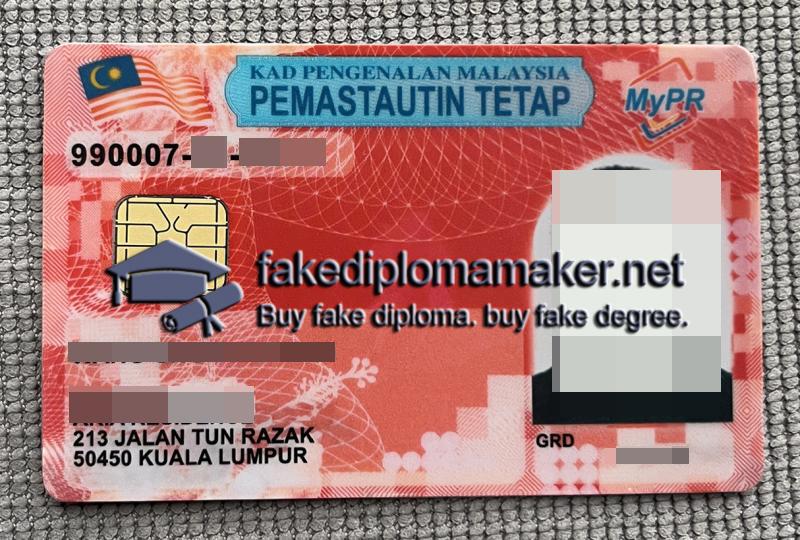 KAD PENGENALAN MALAYSIA
PEMASTAUTIN TETAP
MyPR
990007-
-
fakediplomamaker.net
Buy fake diploma. buy fake degree.
213 JALAN TUN RAZAK
50450 KUALA LUMPUR
GRD